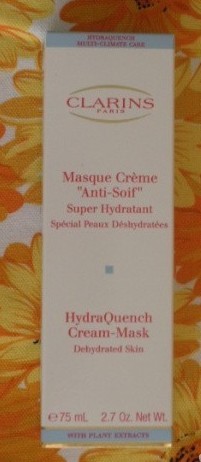 HYDRAQUENCH
MULTI-CLIMATE CARE
CLARINS
PARIS
Masque Crème
"Anti-Soif"
Super Hydratant
Spécial Peaux Déshydratées
HydraQuench
Cream-Mask
Dehydrated Skin
e 75 mL 2.7 Oz. Net Wt.
WITH PLANT EXTRACTS